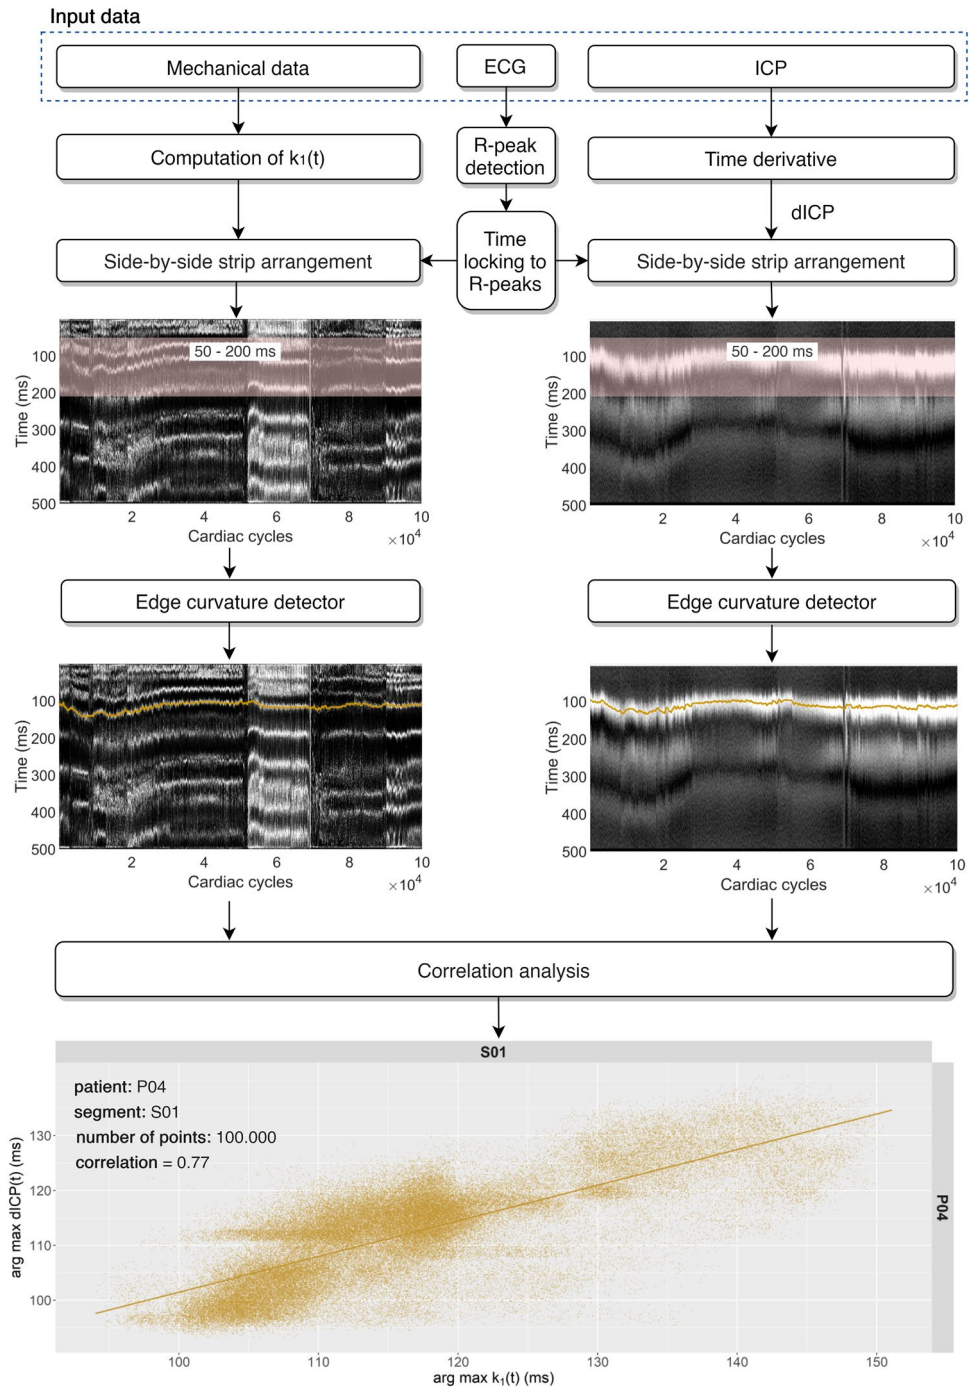 Input data
Mechanical data
ECG
ICP
Computation of k₁(t)
R-peak
detection
Time derivative
dICP
Side-by-side strip arrangement
Time
locking to
R-peaks
Side-by-side strip arrangement
Time (ms)
100
200
300
400
500
50 - 200 ms
2
4
6
8
10
Cardiac cycles
×10⁴
Time (ms)
100
200
300
400
500
50 - 200 ms
2
4
6
8
10
Cardiac cycles
×10⁴
Edge curvature detector
Edge curvature detector
Time (ms)
100
200
300
400
500
2
4
6
8
10
Cardiac cycles
×10⁴
Time (ms)
100
200
300
400
500
2
4
6
8
10
Cardiac cycles
×10⁴
Correlation analysis
S01
patient: P04
segment: S01
number of points: 100.000
correlation = 0.77
arg max dICP(t) (ms)
130
120
110
100
P04
100
110
120
130
140
150
arg max k₁(t) (ms)